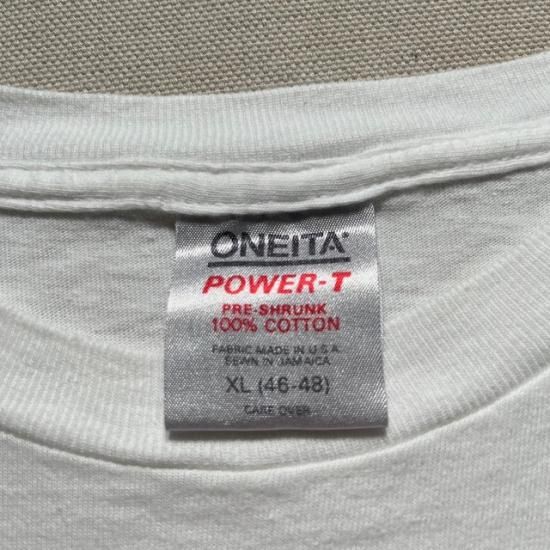 ONEITA®
POWER-T
PRE-SHRUNK
100% COTTON
FABRIC MADE IN U.S.A.
SEWN IN JAMAICA
XL (46-48)
CARE OVER